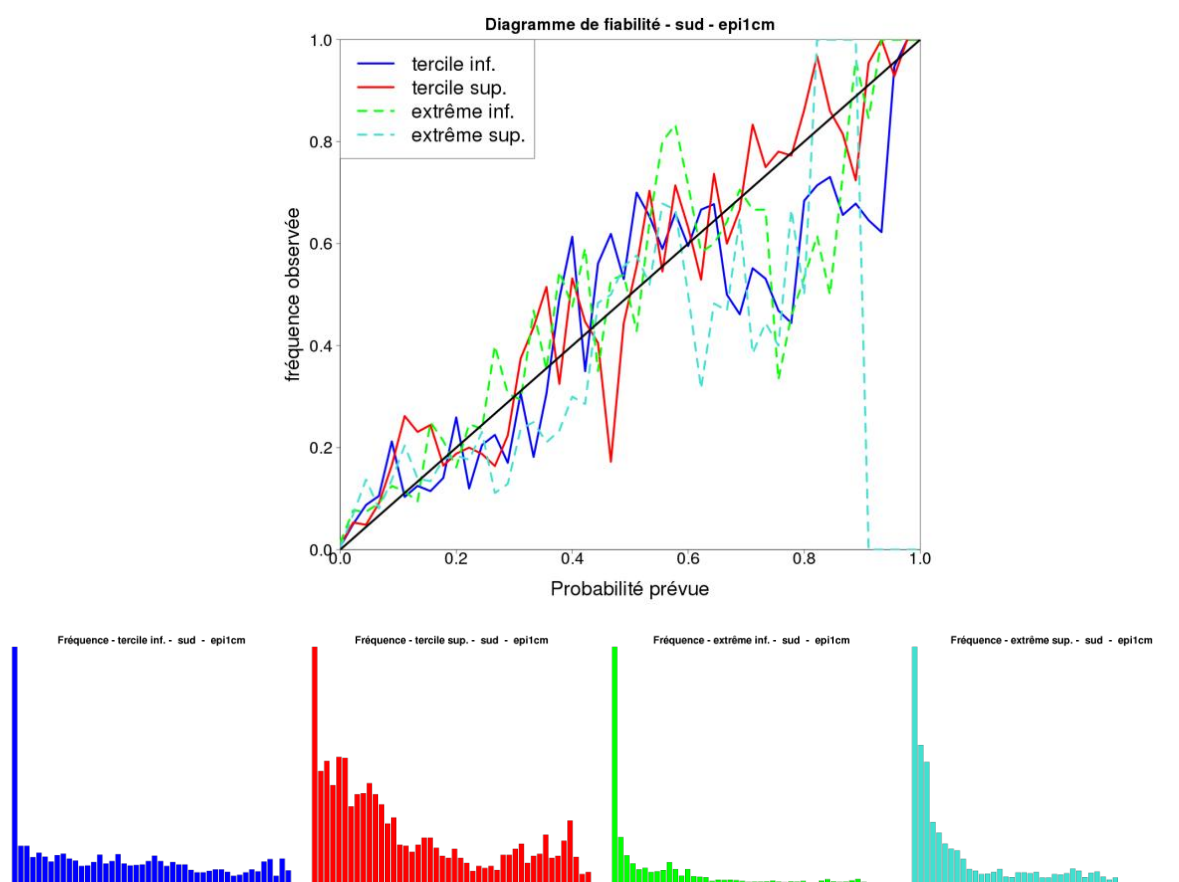 Diagramme de fiabilité - sud - epi1cm
1.0
tercile inf.
tercile sup.
extrême inf.
extrême sup.
0.8
0.6
fréquence observée
0.4
0.2
0.0
0.0 0.2 0.4 0.6 0.8 1.0
Probabilité prévue
Fréquence - tercile inf. - sud - epi1cm
Fréquence - tercile sup. - sud - epi1cm
Fréquence - extrême inf. - sud - epi1cm
Fréquence - extrême sup. - sud - epi1cm